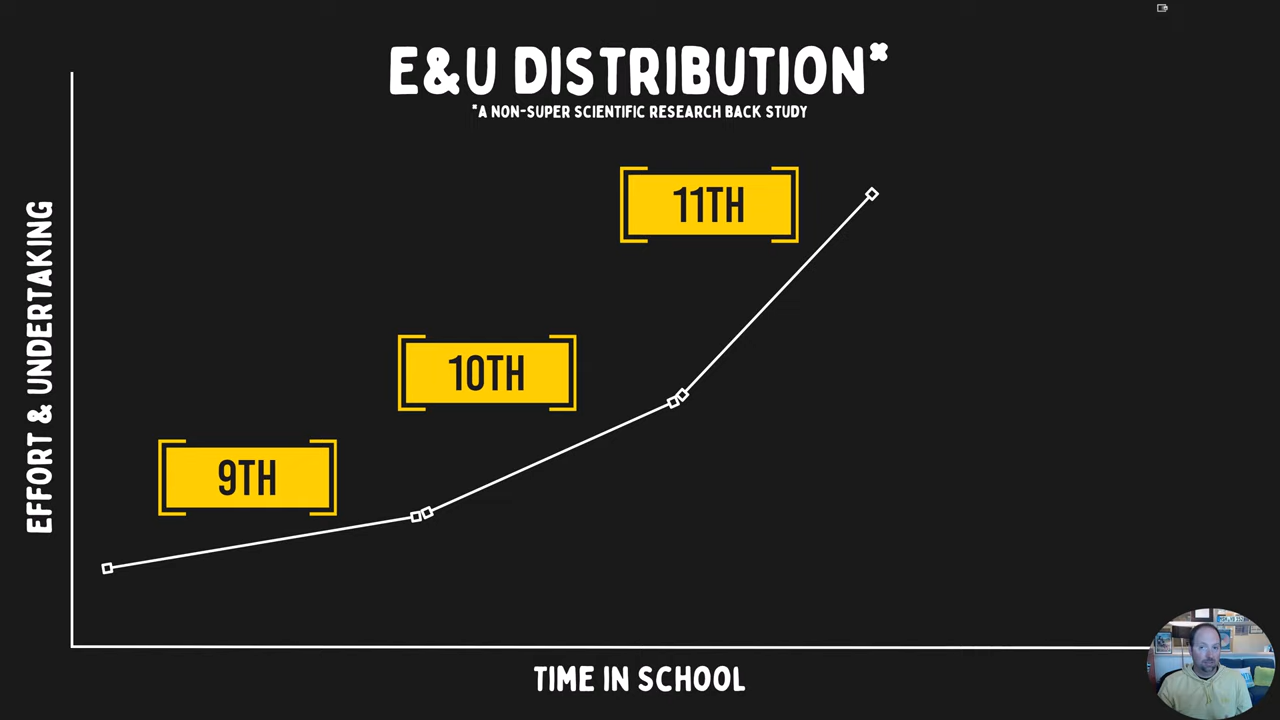 E&U DISTRIBUTION*
*A NON-SUPER SCIENTIFIC RESEARCH BACK STUDY
EFFORT & UNDERTAKING
11TH
10TH
9TH
TIME IN SCHOOL